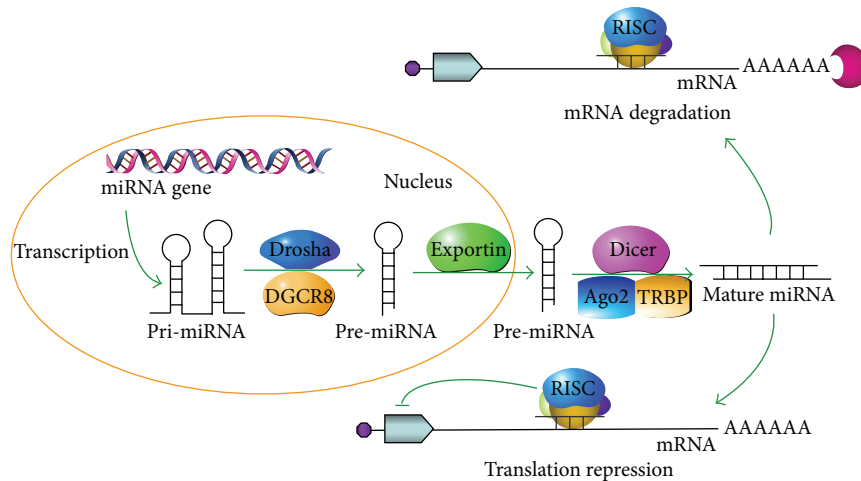 RISC
AAAAAA
mRNA
mRNA degradation
miRNA gene
Nucleus
Transcription
Drosha
DGCR8
Exportin
Dicer
Ago2
TRBP
Pri-miRNA
Pre-miRNA
Pre-miRNA
Mature miRNA
RISC
AAAAAA
mRNA
Translation repression